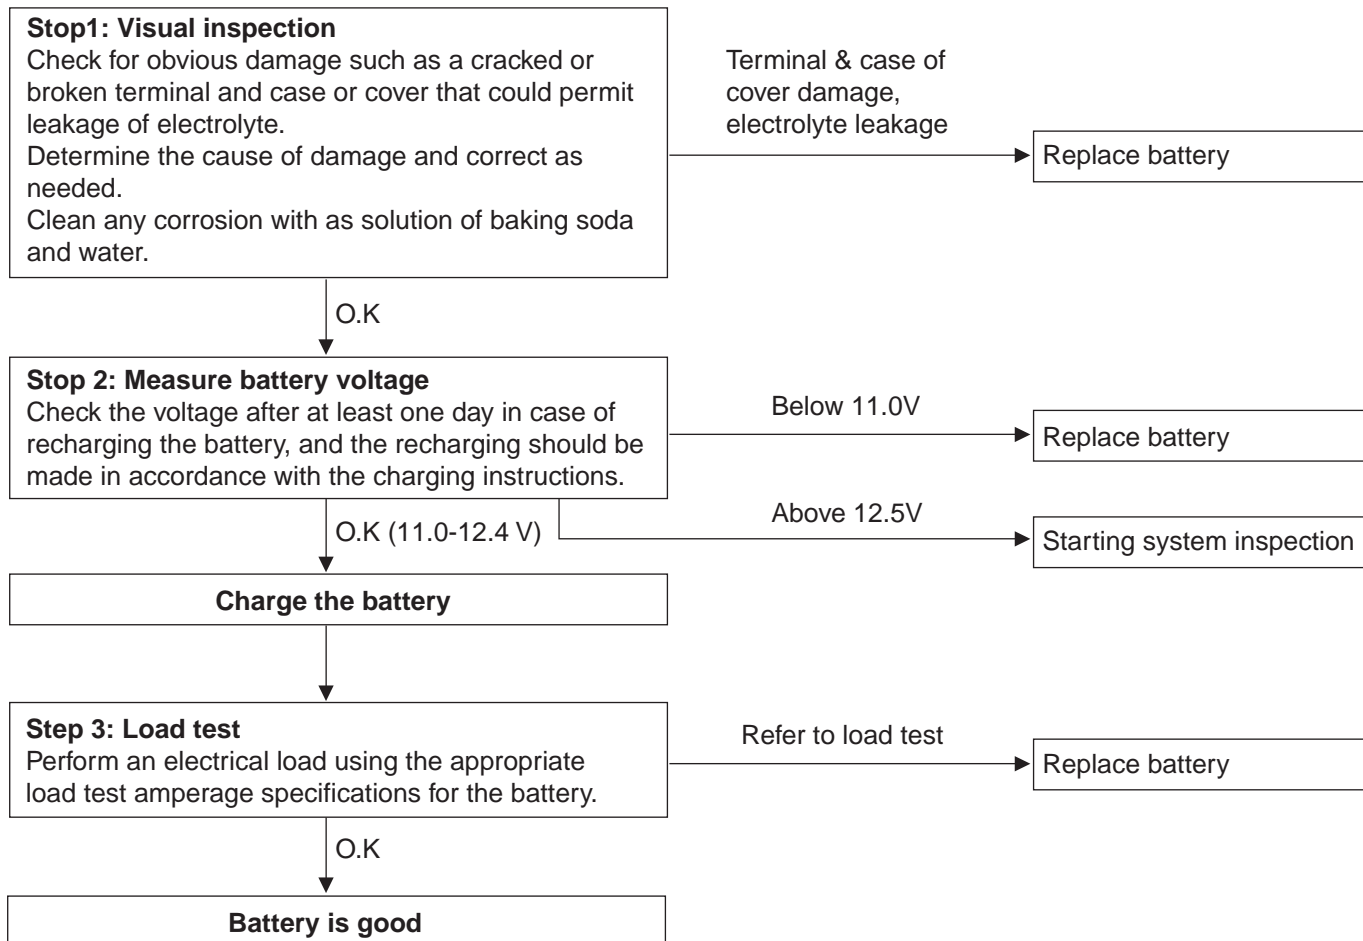 Stop1: Visual inspection
Check for obvious damage such as a cracked or
broken terminal and case or cover that could permit
leakage of electrolyte.
Determine the cause of damage and correct as
needed.
Clean any corrosion with as solution of baking soda
and water.
Terminal & case of
cover damage,
electrolyte leakage
Replace battery
O.K
Stop 2: Measure battery voltage
Check the voltage after at least one day in case of
recharging the battery, and the recharging should be
made in accordance with the charging instructions.
Below 11.0V
Replace battery
Above 12.5V
Starting system inspection
O.K (11.0-12.4 V)
Charge the battery
Step 3: Load test
Perform an electrical load using the appropriate
load test amperage specifications for the battery.
Refer to load test
Replace battery
O.K
Battery is good